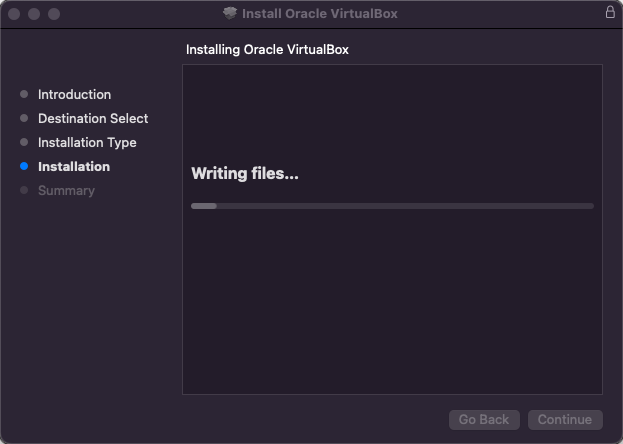 Install Oracle VirtualBox
Installing Oracle VirtualBox
Introduction
Destination Select
Installation Type
Installation
Summary
Writing files...
Go Back
Continue